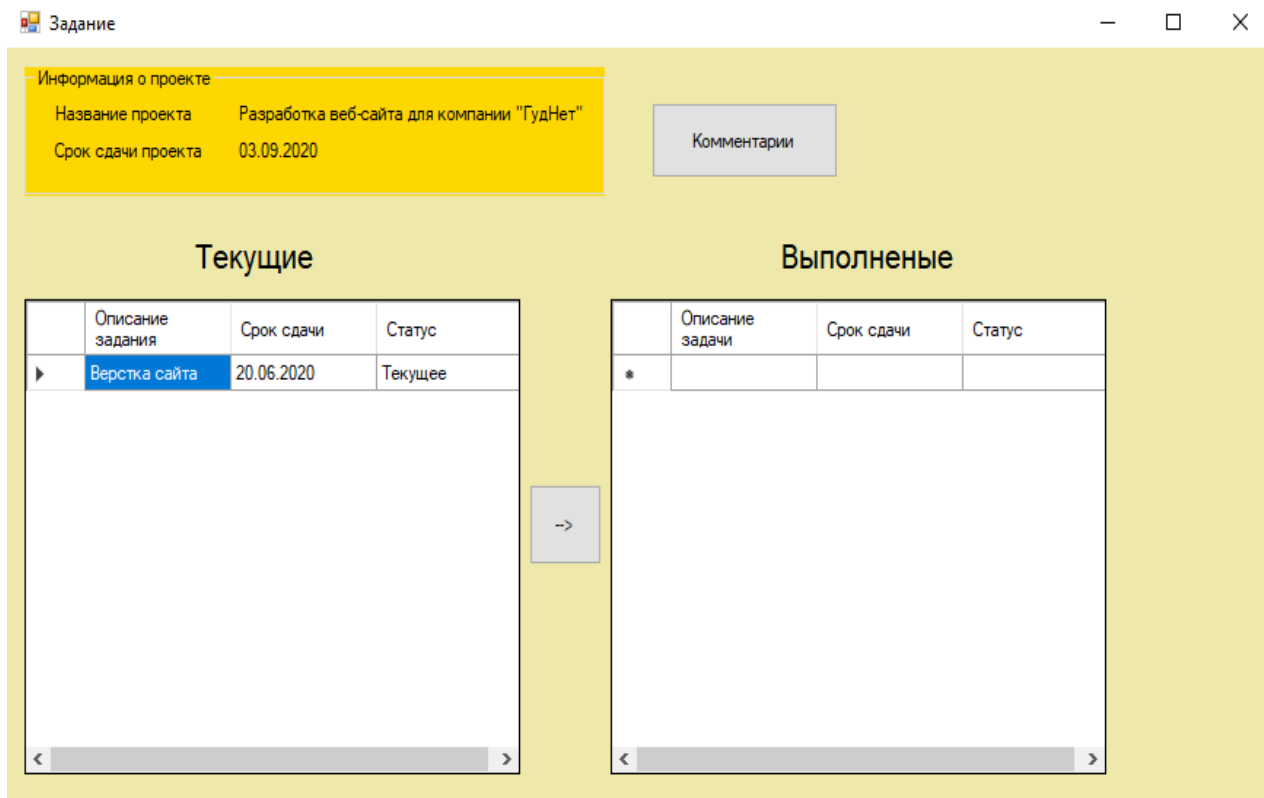 Задание
Информация о проекте
Название проекта Разработка веб-сайта для компании "ГудНет"
Срок сдачи проекта 03.09.2020
Комментарии
Текущие
Описание задания Срок сдачи Статус
Верстка сайта 20.06.2020 Текущее
-->
Выполненые
Описание задачи Срок сдачи Статус